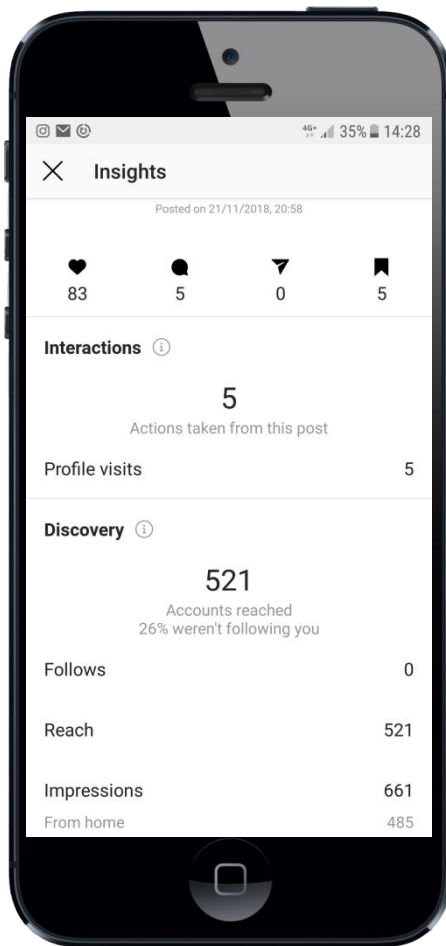 4G+ 35% 14:28
Insights
Posted on 21/11/2018, 20:58
83 5 0 5
Interactions
5
Actions taken from this post
Profile visits 5
Discovery
521
Accounts reached
26% weren't following you
Follows 0
Reach 521
Impressions 661
From home 485